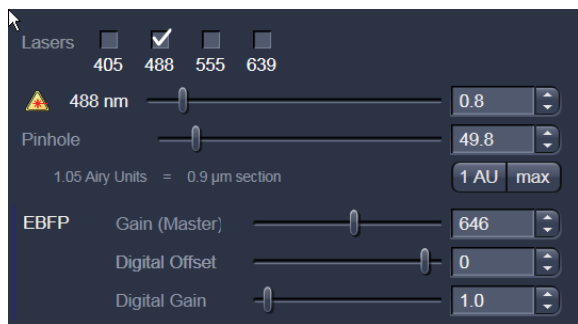 Lasers
405 488 555 639
488 nm 0.8
Pinhole 49.8
1.05 Airy Units = 0.9 µm section 1 AU max
EBFP Gain (Master) 646
Digital Offset 0
Digital Gain 1.0